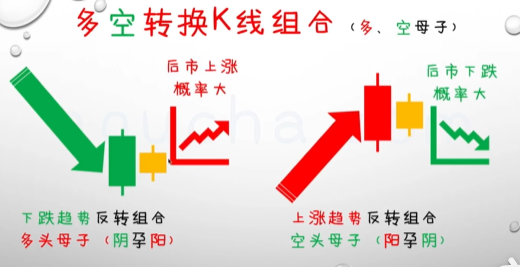 多空转换K线组合（多、空母子）
后市上涨
概率大
后市下跌
概率大
下跌趋势反转组合
多头母子（阴孕阳）
上涨趋势反转组合
空头母子（阳孕阴）